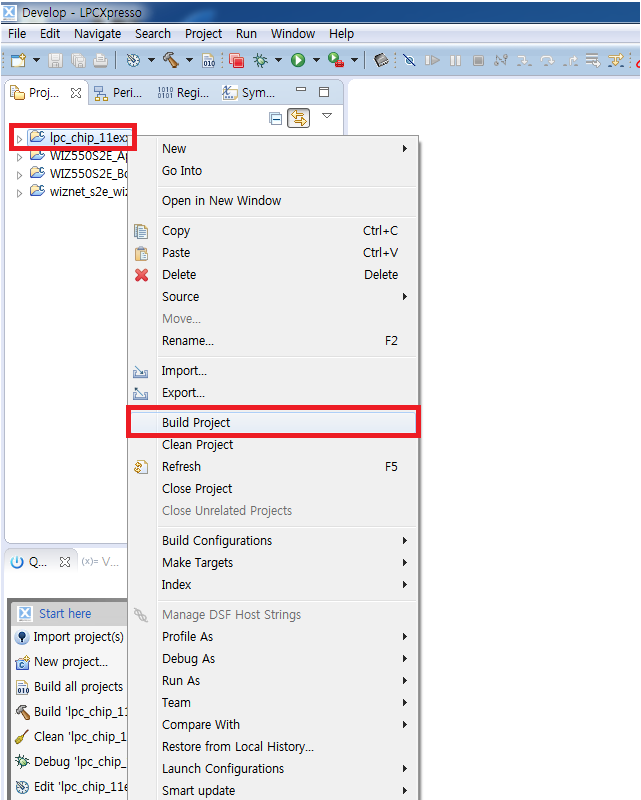 Develop - LPCXpresso
File Edit Navigate Search Project Run Window Help
Proj... Peri... Regi... Sym...
lpc_chip_11exx
WIZ550S2E_Ap
WIZ550S2E_Bo
wiznet_s2e_wiz
New
Go Into
Open in New Window
Copy Ctrl+C
Paste Ctrl+V
Delete Delete
Source
Move...
Rename... F2
Import...
Export...
Build Project
Clean Project
Refresh F5
Close Project
Close Unrelated Projects
Build Configurations
Make Targets
Index
Manage DSF Host Strings
Profile As
Debug As
Run As
Team
Compare With
Restore from Local History...
Launch Configurations
Smart update
Q... (x)= V...
Start here
Import project(s)
New project...
Build all projects
Build 'lpc_chip_11
Clean 'lpc_chip_1
Debug 'lpc_chip_
Edit 'lpc_chip_11e